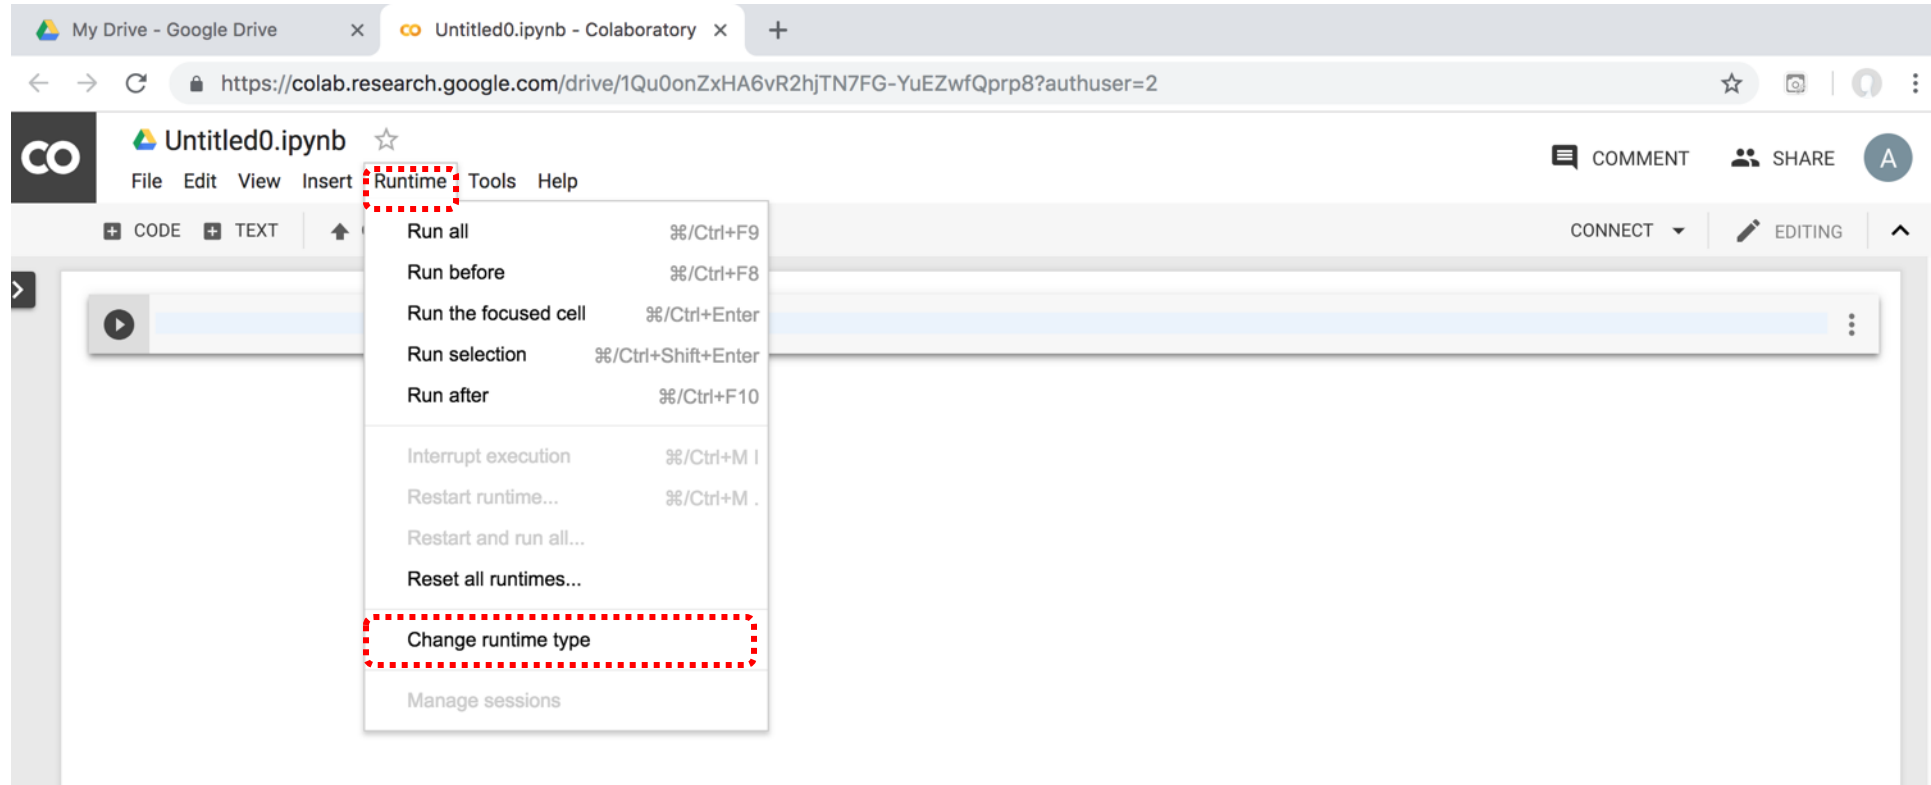 My Drive - Google Drive
CO Untitled0.ipynb - Colaboratory
https://colab.research.google.com/drive/1Qu0onZxHA6vR2hjTN7FG-YuEZwfQprp8?authuser=2
CO
Untitled0.ipynb
COMMENT SHARE A
File Edit View Insert Runtime Tools Help
CODE TEXT
CONNECT EDITING
Run all ⌘/Ctrl+F9
Run before ⌘/Ctrl+F8
Run the focused cell ⌘/Ctrl+Enter
Run selection ⌘/Ctrl+Shift+Enter
Run after ⌘/Ctrl+F10
Interrupt execution ⌘/Ctrl+M I
Restart runtime... ⌘/Ctrl+M .
Restart and run all...
Reset all runtimes...
Change runtime type
Manage sessions